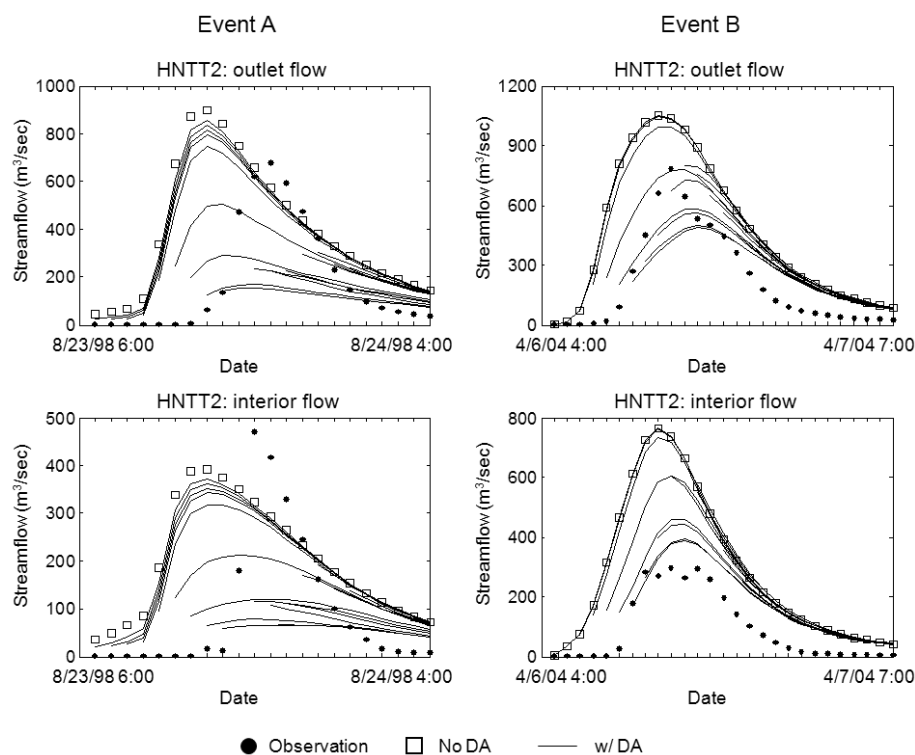 Event A
Event B
HNTT2: outlet flow
HNTT2: outlet flow
Streamflow (m³/sec)
1000
800
600
400
200
0
8/23/98 6:00
8/24/98 4:00
Date
Streamflow (m³/sec)
1200
900
600
300
0
4/6/04 4:00
4/7/04 7:00
Date
HNTT2: interior flow
HNTT2: interior flow
Streamflow (m³/sec)
500
400
300
200
100
0
8/23/98 6:00
8/24/98 4:00
Date
Streamflow (m³/sec)
800
600
400
200
0
4/6/04 4:00
4/7/04 7:00
Date
Observation
No DA
w/ DA